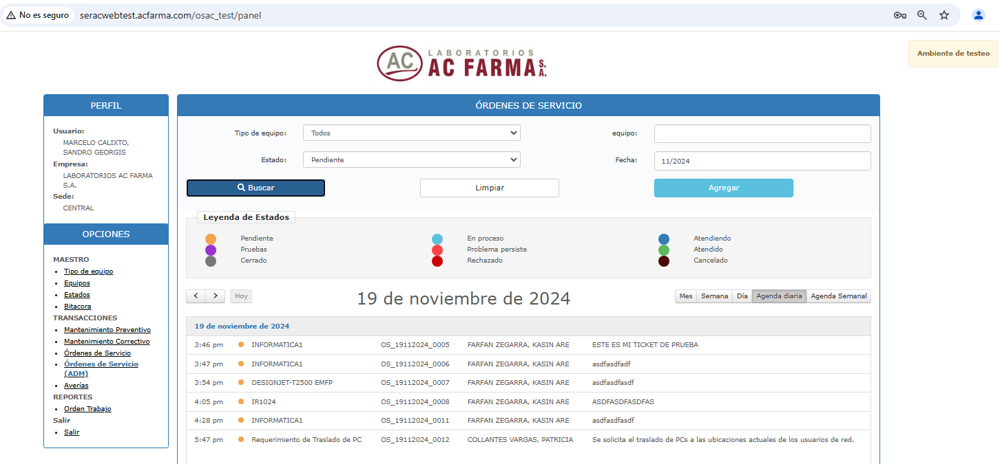 No es seguro seracwebtest.acfarma.com/osac_test/panel
Ambiente de testeo
AC LABORATORIOS
AC FARMA S.A.
PERFIL
Usuario:
MARCELO CALIXTO,
SANDRO GEORGIS
Empresa:
LABORATORIOS AC FARMA
S.A.
Sede:
CENTRAL
OPCIONES
MAESTRO
• Tipo de equipo
• Equipos
• Estados
• Bitacora
TRANSACCIONES
• Mantenimiento Preventivo
• Mantenimiento Correctivo
• Órdenes de Servicio
• Órdenes de Servicio
(ADM)
• Averías
REPORTES
• Orden Trabajo
Salir
• Salir
ÓRDENES DE SERVICIO
Tipo de equipo: Todos equipo:
Estado: Pendiente Fecha: 11/2024
Buscar Limpiar Agregar
Leyenda de Estados
Pendiente En proceso Atendiendo
Pruebas Problema persiste Atendido
Cerrado Rechazado Cancelado
Hoy 19 de noviembre de 2024 Mes Semana Día Agenda diaria Agenda Semanal
19 de noviembre de 2024
3:46 pm INFORMATICA1 OS_19112024_0005 FARFAN ZEGARRA, KASIN ARE ESTE ES MI TICKET DE PRUEBA
3:47 pm INFORMATICA1 OS_19112024_0006 FARFAN ZEGARRA, KASIN ARE asdfasdfadf
3:54 pm DESIGNJET-T2500 EMFP OS_19112024_0007 FARFAN ZEGARRA, KASIN ARE asdfasdfasdf
4:05 pm IR1024 OS_19112024_0008 FARFAN ZEGARRA, KASIN ARE ASDFASDFASDFAS
4:28 pm INFORMATICA1 OS_19112024_0011 FARFAN ZEGARRA, KASIN ARE asdfasdfasdf
5:47 pm Requerimiento de Traslado de PC OS_19112024_0012 COLLANTES VARGAS, PATRICIA Se solicita el traslado de PCs a las ubicaciones actuales de los usuarios de red.